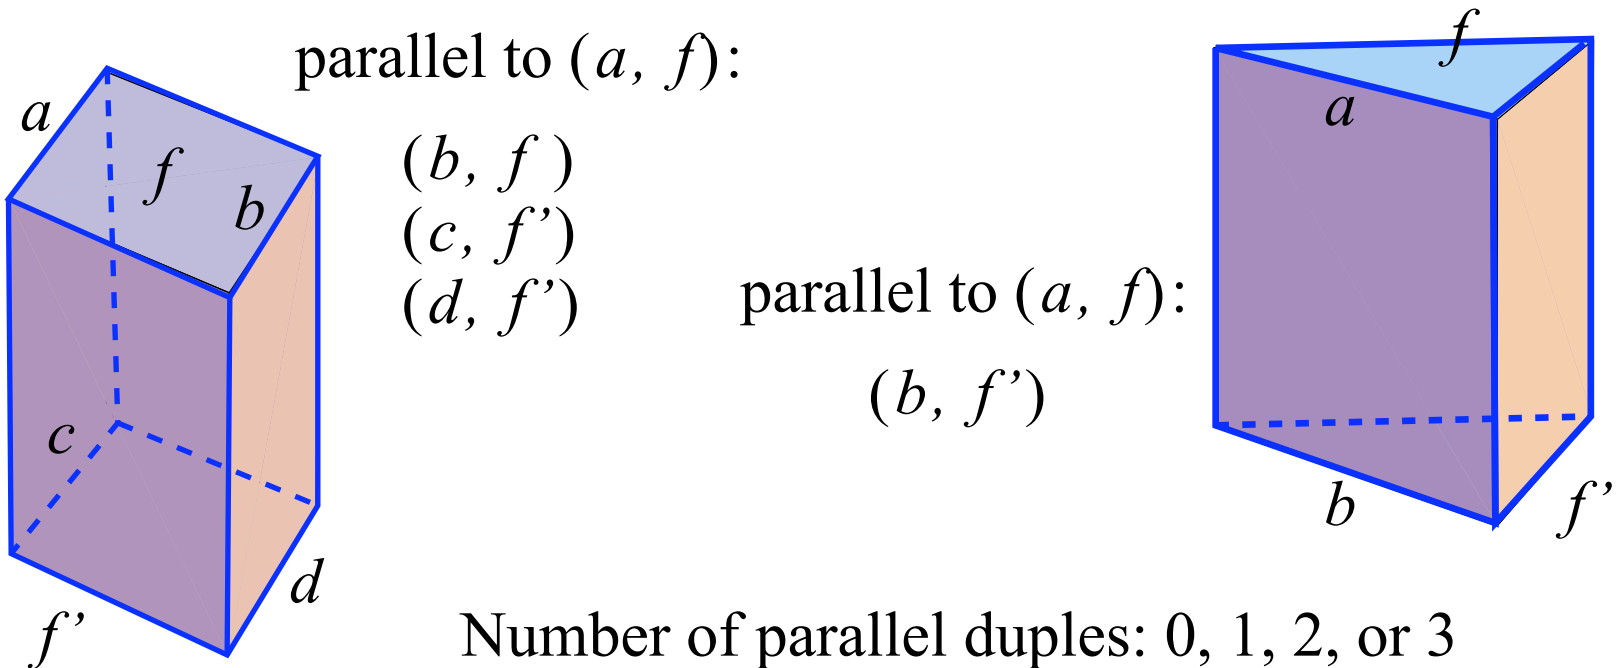 parallel to (a, f):
a
f
b
(b, f )
(c, f’)
(d, f’)
c
d
f’
f
a
parallel to (a, f):
(b, f’)
b
f’
Number of parallel duples: 0, 1, 2, or 3